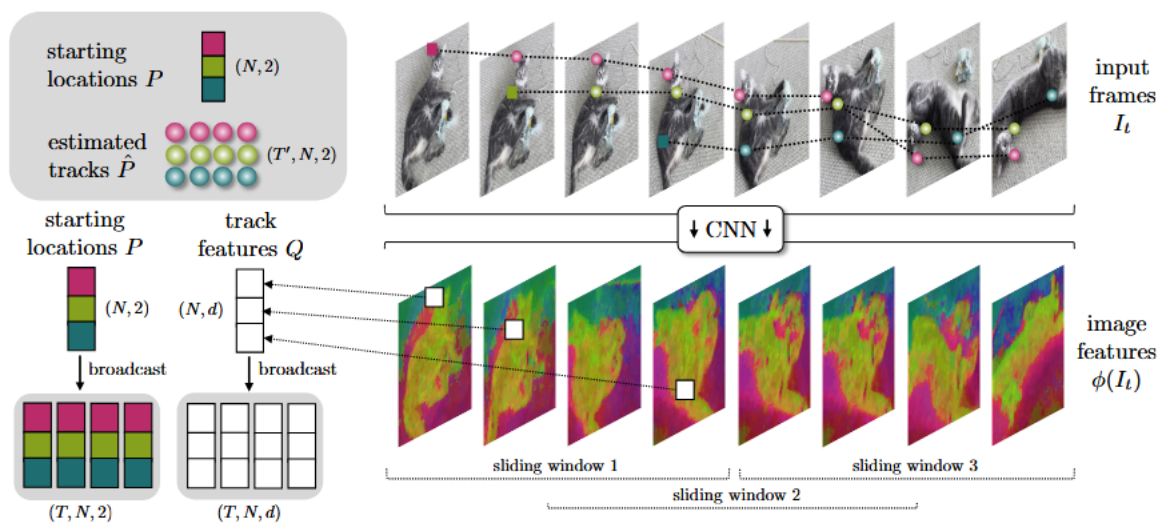 starting
locations P
(N, 2)
estimated
tracks P̂
(T′, N, 2)
input
frames
I_t
↓ CNN ↓
starting
locations P
(N, 2)
broadcast
(T, N, 2)
track
features Q
(N, d)
broadcast
(T, N, d)
image
features
ϕ(I_t)
sliding window 1
sliding window 3
sliding window 2